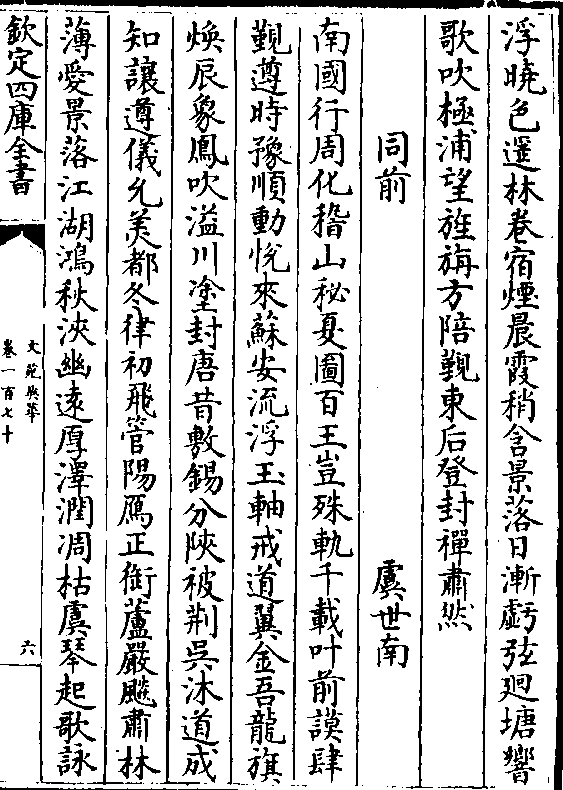 浮曉色邐林卷宿煙晨霞稍含景落日漸虧弦廻塘響
歌吹極浦望旌旃方陪覲東后登封禪肅然
同前 虞世南
南國行周化稽山秘夏圖百王豈殊軌千載叶前謨肆
覲遵時豫順動悅來蘇安流浮玉軸戒道翼金吾龍旗
煥辰象鳳吹溢川塗封唐昔敷錫分陜被荆吳沐道咸
知讓遵儀允美都冬律初飛管陽鴈正銜蘆嚴飈肅林
薄愛景落江湖鴻秋浹幽遠厚澤潤凋枯虞琴起歌詠
欽定四庫全書
文苑英華
卷一百七十
六